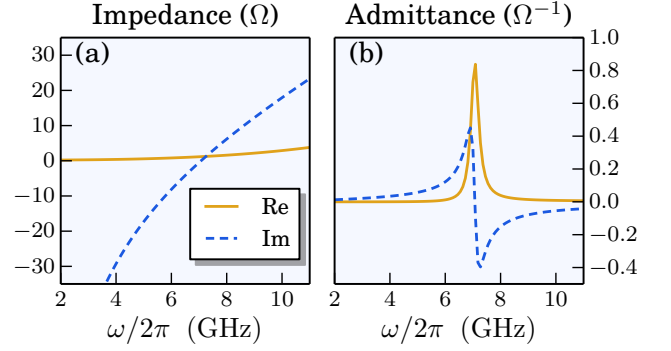 Impedance (Ω)
Admittance (Ω⁻¹)
(a)
(b)
30
20
10
0
−10
−20
−30
1.0
0.8
0.6
0.4
0.2
0.0
−0.2
−0.4
Re
Im
2 4 6 8 10
2 4 6 8 10
ω/2π (GHz)
ω/2π (GHz)